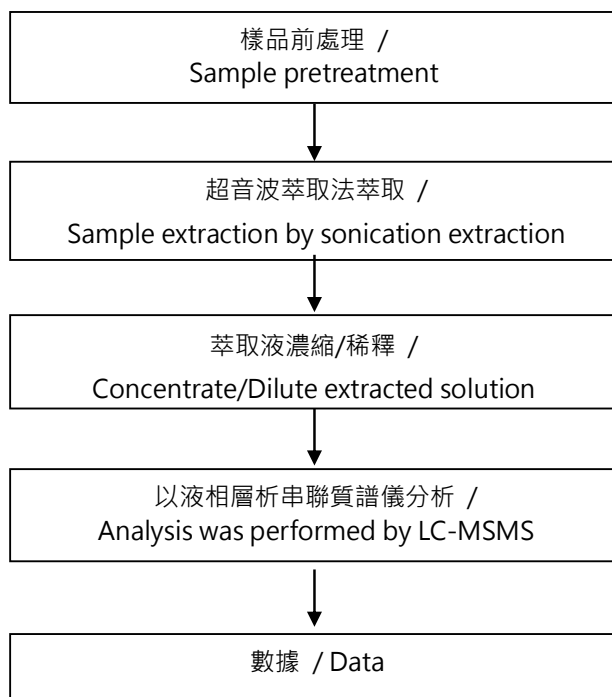 樣品前處理 /
Sample pretreatment
超音波萃取法萃取 /
Sample extraction by sonication extraction
萃取液濃縮/稀釋 /
Concentrate/Dilute extracted solution
以液相層析串聯質譜儀分析 /
Analysis was performed by LC-MSMS
數據 / Data